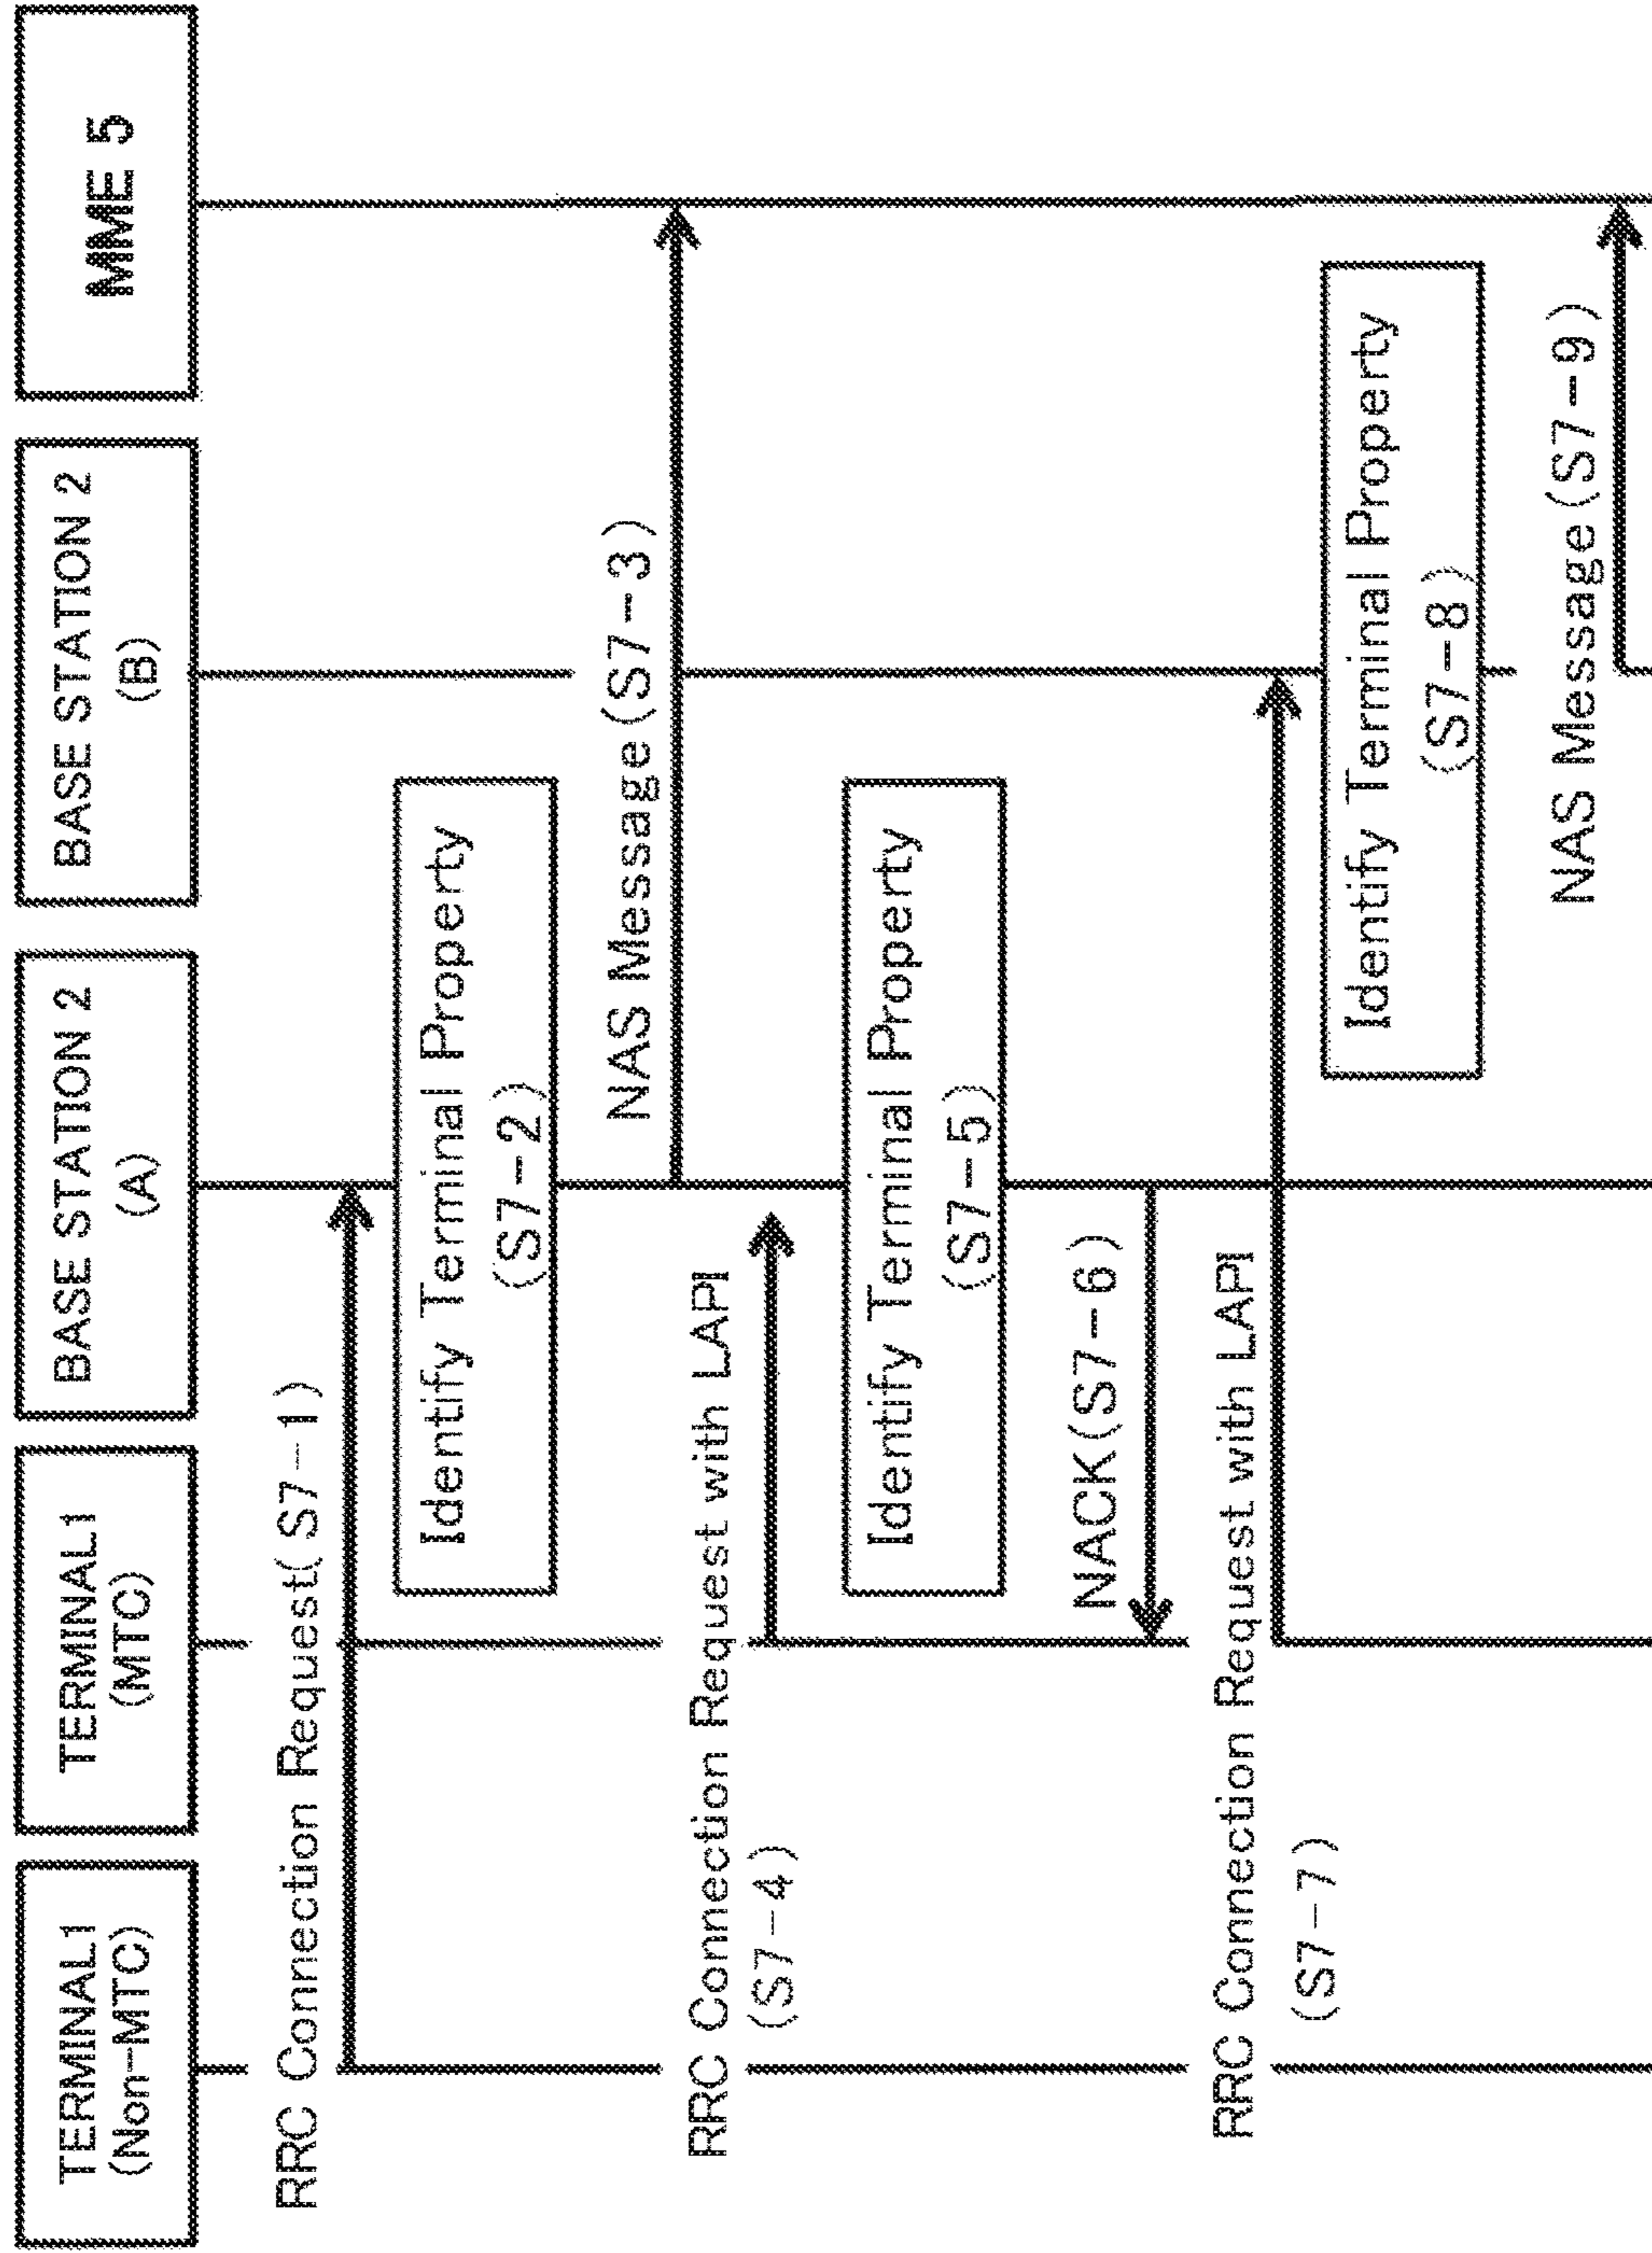 TERMINAL1
(Non-MTC)
TERMINAL1
(MTC)
BASE STATION 2
(A)
BASE STATION 2
(B)
MME 5
RRC Connection Request( S7-1)
Identify Terminal Property
(S7-2)
NAS Message(S7-3)
RRC Connection Request with LAPI
(S7-4)
Identify Terminal Property
(S7-5)
NACK(S7-6)
RRC Connection Request with LAPI
(S7-7)
Identify Terminal Property
(S7-8)
NAS Message(S7-9)